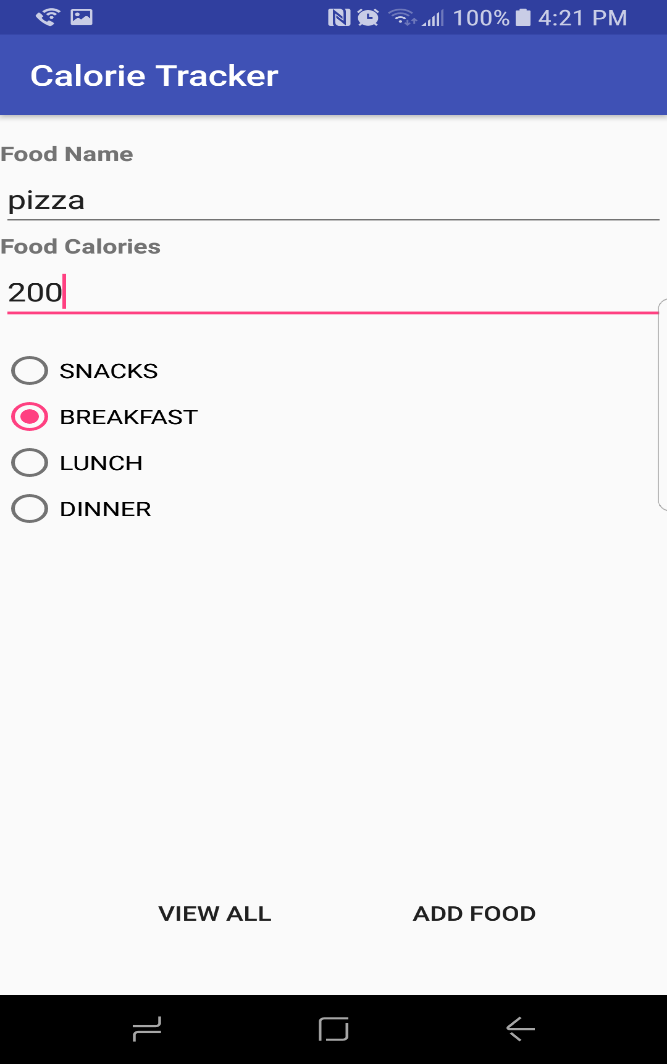 100% 4:21 PM
Calorie Tracker
Food Name
pizza
Food Calories
200
SNACKS
BREAKFAST
LUNCH
DINNER
VIEW ALL ADD FOOD